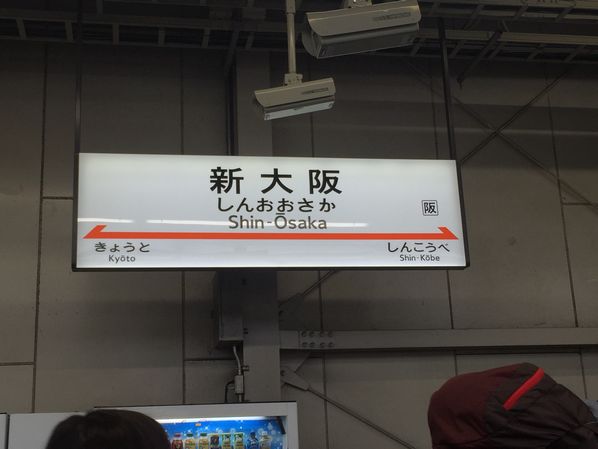 新大阪
しんおおさか
Shin-Ōsaka
阪
きょうと
Kyōto
しんこうべ
Shin-Kōbe